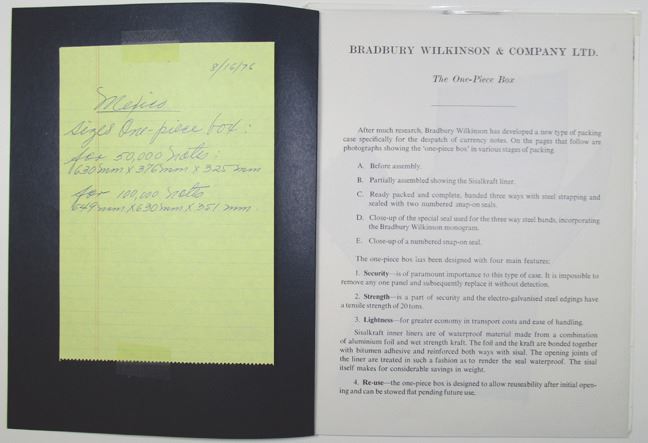 8/16/76
Mexico
sizes One-piece box:
for 50,000 notes:
630mm x 376mm x 325 mm
for 100,000 notes
649mm x 630mm x 351 mm.
BRADBURY WILKINSON & COMPANY LTD.
The One-Piece Box
After much research, Bradbury Wilkinson has developed a new type of packing
case specifically for the despatch of currency notes. On the pages that follow are
photographs showing the 'one-piece box' in various stages of packing.
A. Before assembly.
B. Partially assembled showing the Sisalkraft liner.
C. Ready packed and complete, banded three ways with steel strapping and
sealed with two numbered snap-on seals.
D. Close-up of the special seal used for the three way steel bands, incorporating
the Bradbury Wilkinson monogram.
E. Close-up of a numbered snap-on seal.
The one-piece box has been designed with four main features:
1. Security—is of paramount importance to this type of case. It is impossible to
remove any one panel and subsequently replace it without detection.
2. Strength—is a part of security and the electro-galvanised steel edgings have
a tensile strength of 20 tons.
3. Lightness—for greater economy in transport costs and ease of handling.
Sisalkraft inner liners are of waterproof material made from a combination
of aluminium foil and wet strength kraft. The foil and the kraft are bonded together
with bitumen adhesive and reinforced both ways with sisal. The opening joints of
the liner are treated in such a fashion as to render the seal waterproof. The sisal
itself makes for considerable savings in weight.
4. Re-use—the one-piece box is designed to allow reuseability after initial open-
ing and can be stowed flat pending future use.